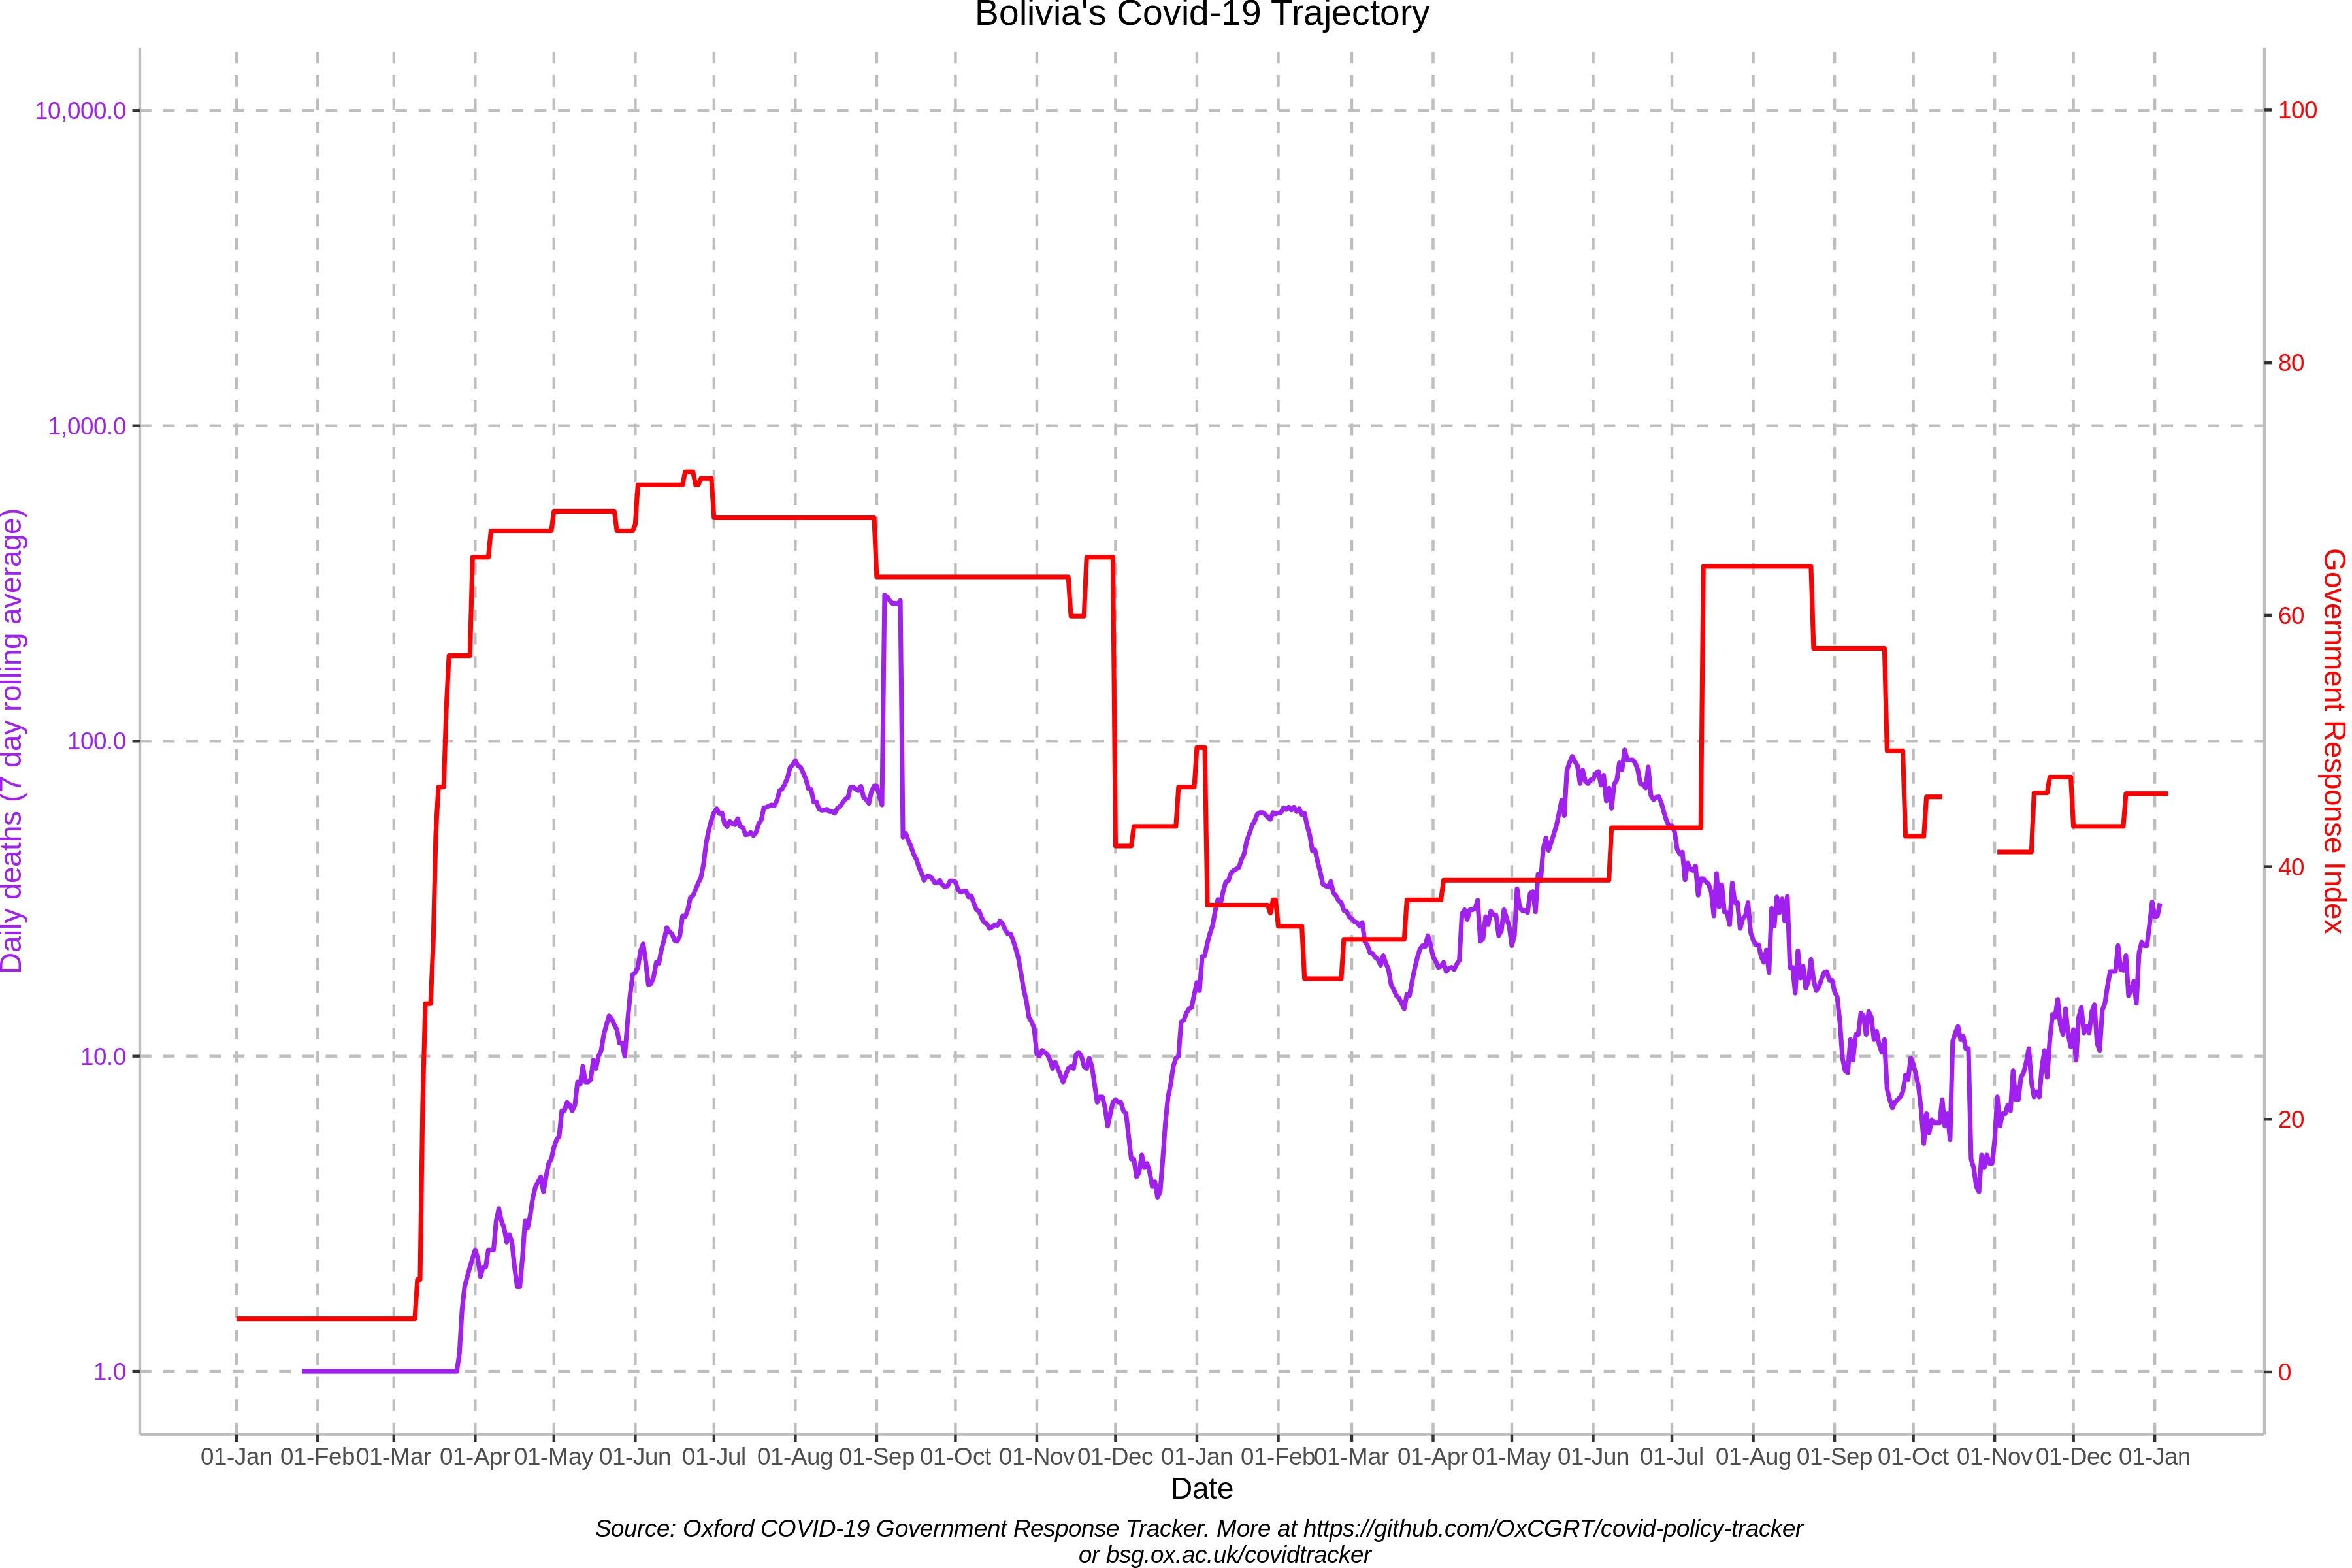 Bolivia's Covid-19 Trajectory
10,000.0
1,000.0
100.0
10.0
1.0
Daily deaths (7 day rolling average)
100
80
60
40
20
0
Government Response Index
01-Jan 01-Feb 01-Mar 01-Apr 01-May 01-Jun 01-Jul 01-Aug 01-Sep 01-Oct 01-Nov 01-Dec 01-Jan 01-Feb 01-Mar 01-Apr 01-May 01-Jun 01-Jul 01-Aug 01-Sep 01-Oct 01-Nov 01-Dec 01-Jan
Date
Source: Oxford COVID-19 Government Response Tracker. More at https://github.com/OxCGRT/covid-policy-tracker
or bsg.ox.ac.uk/covidtracker